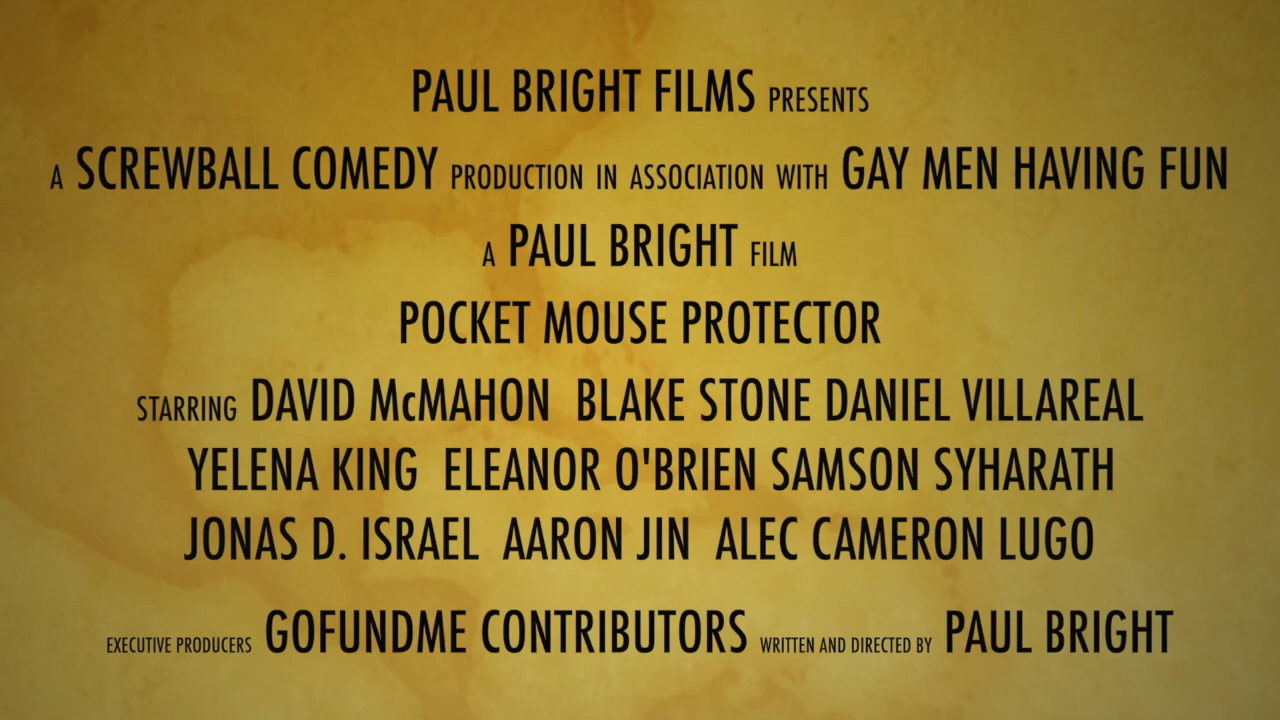 PAUL BRIGHT FILMS PRESENTS
A SCREWBALL COMEDY PRODUCTION IN ASSOCIATION WITH GAY MEN HAVING FUN
A PAUL BRIGHT FILM
POCKET MOUSE PROTECTOR
STARRING DAVID McMAHON BLAKE STONE DANIEL VILLAREAL
YELENA KING ELEANOR O'BRIEN SAMSON SYHARATH
JONAS D. ISRAEL AARON JIN ALEC CAMERON LUGO
EXECUTIVE PRODUCERS GOFUNDME CONTRIBUTORS WRITTEN AND DIRECTED BY PAUL BRIGHT